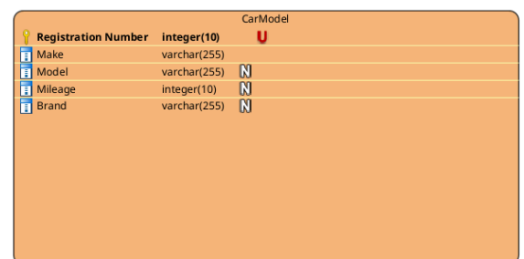 CarModel
Registration Number integer(10) U
Make varchar(255)
Model varchar(255) N
Mileage integer(10) N
Brand varchar(255) N